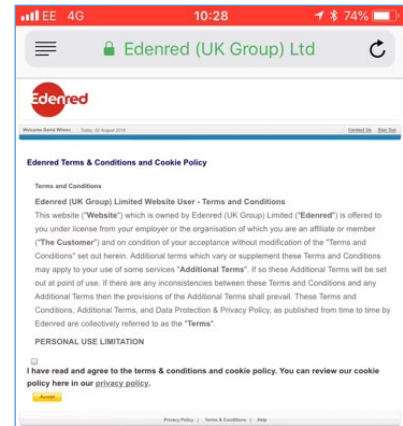 EE 4G 10:28 74%
Edenred (UK Group) Ltd
Edenred
Welcome David Wilson Today: 02 August 2018 Contact Us Sign Out
Edenred Terms & Conditions and Cookie Policy
Terms and Conditions
Edenred (UK Group) Limited Website User - Terms and Conditions
This website ("Website") which is owned by Edenred (UK Group) Limited ("Edenred") is offered to
you under license from your employer or the organisation of which you are an affiliate or member
("The Customer") and on condition of your acceptance without modification of the "Terms and
Conditions" set out herein. Additional terms which vary or supplement these Terms and Conditions
may apply to your use of some services "Additional Terms". If so these Additional Terms will be set
out at point of use. If there are any inconsistencies between these Terms and Conditions and any
Additional Terms then the provisions of the Additional Terms shall prevail. These Terms and
Conditions, Additional Terms, and Data Protection & Privacy Policy, as published from time to time by
Edenred are collectively referred to as the "Terms".
PERSONAL USE LIMITATION
I have read and agree to the terms & conditions and cookie policy. You can review our cookie
policy here in our privacy policy.
Accept
Privacy Policy | Terms & Conditions | Help